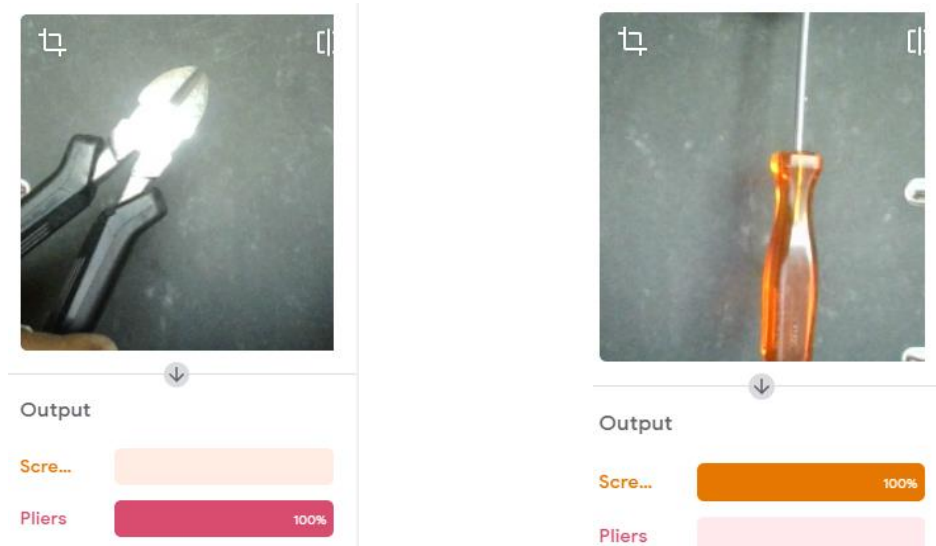 Output
Scre...
Pliers 100%
Output
Scre... 100%
Pliers